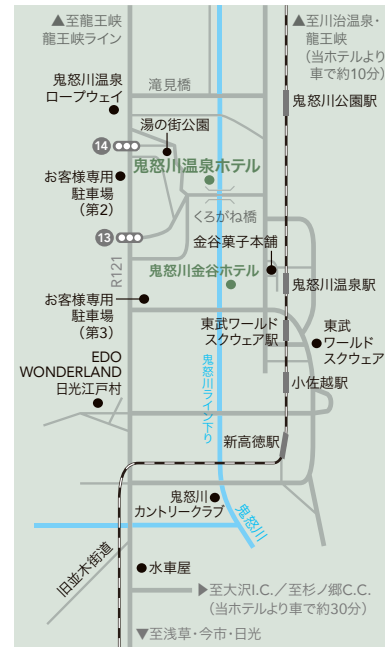 ▲至龍王峡
龍王峡ライン
▲至川治温泉・
龍王峡
(当ホテルより
車で約10分)
滝見橋
鬼怒川温泉
ロープウェイ
鬼怒川公園駅
湯の街公園
14
鬼怒川温泉ホテル
お客様専用
駐車場
(第2)
くろがね橋
13
金谷菓子本舗
R121
鬼怒川金谷ホテル
鬼怒川温泉駅
お客様専用
駐車場
(第3)
東武ワールド
スクウェア駅
東武
ワールド
スクウェア
鬼怒川ライン下り
EDO
WONDERLAND
日光江戸村
小佐越駅
新高徳駅
鬼怒川
カントリークラブ
鬼怒川
旧並木街道
水車屋
▶至大沢I.C.／至杉ノ郷C.C.
(当ホテルより車で約30分)
▼至浅草・今市・日光